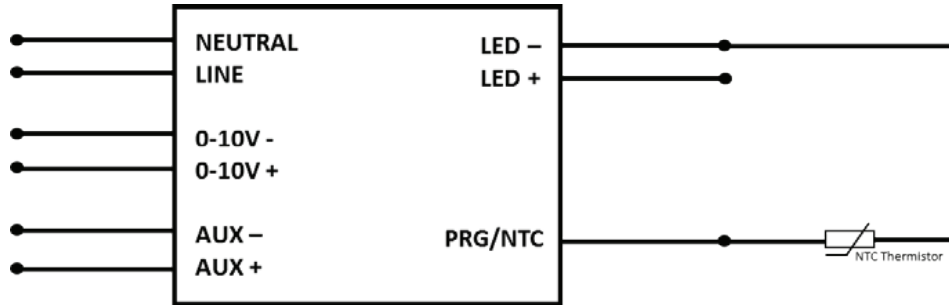 NEUTRAL
LINE
0-10V -
0-10V +
AUX –
AUX +
LED –
LED +
PRG/NTC
NTC Thermistor